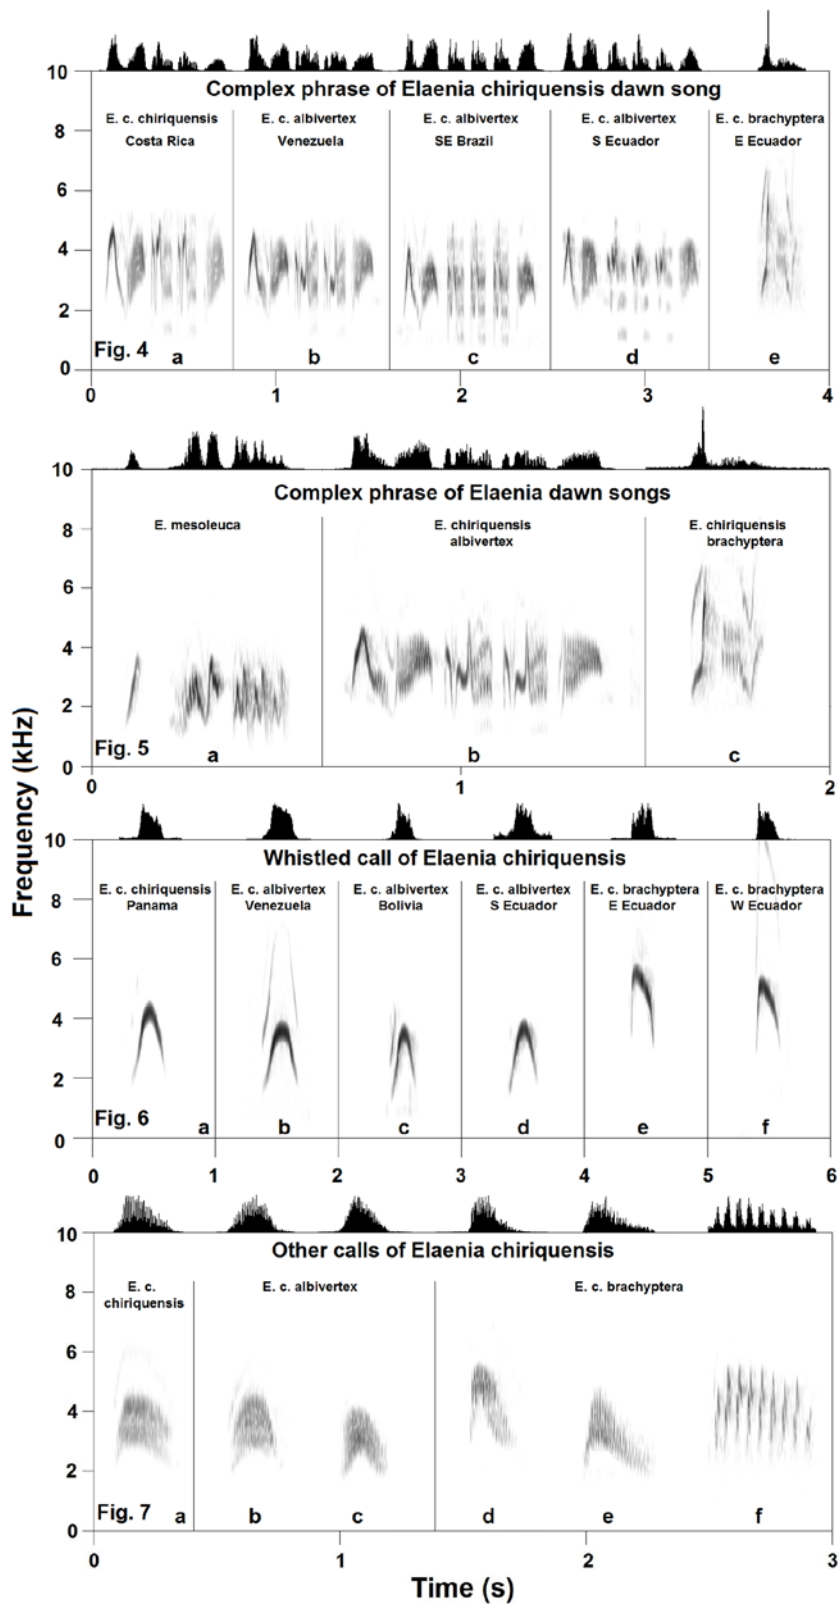 10
Complex phrase of Elaenia chiriquensis dawn song
E. c. chiriquensis
Costa Rica
E. c. albivertex
Venezuela
E. c. albivertex
SE Brazil
E. c. albivertex
S Ecuador
E. c. brachyptera
E Ecuador
8
6
4
2
0
Fig. 4
a
b
c
d
e
0
1
2
3
4
10
Complex phrase of Elaenia dawn songs
E. mesoleuca
E. chiriquensis
albivertex
E. chiriquensis
brachyptera
8
6
4
2
0
Fig. 5
a
b
c
0
1
2
Frequency (kHz)
10
Whistled call of Elaenia chiriquensis
E. c. chiriquensis
Panama
E. c. albivertex
Venezuela
E. c. albivertex
Bolivia
E. c. albivertex
S Ecuador
E. c. brachyptera
E Ecuador
E. c. brachyptera
W Ecuador
8
6
4
2
0
Fig. 6
a
b
c
d
e
f
0
1
2
3
4
5
6
10
Other calls of Elaenia chiriquensis
E. c.
chiriquensis
E. c. albivertex
E. c. brachyptera
8
6
4
2
0
Fig. 7
a
b
c
d
e
f
0
1
2
3
Time (s)